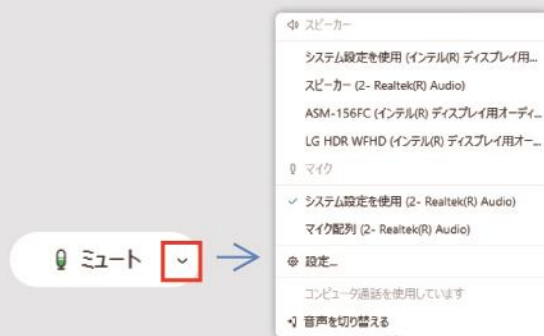 スピーカー
システム設定を使用 (インテル(R) ディスプレイ用...
スピーカー (2- Realtek(R) Audio)
ASM-156FC (インテル(R) ディスプレイ用オーディ...
LG HDR WFHD (インテル(R) ディスプレイ用オー...
マイク
システム設定を使用 (2- Realtek(R) Audio)
マイク配列 (2- Realtek(R) Audio)
ミュート
設定...
コンピュータ通話を使用しています
音声を切り替える